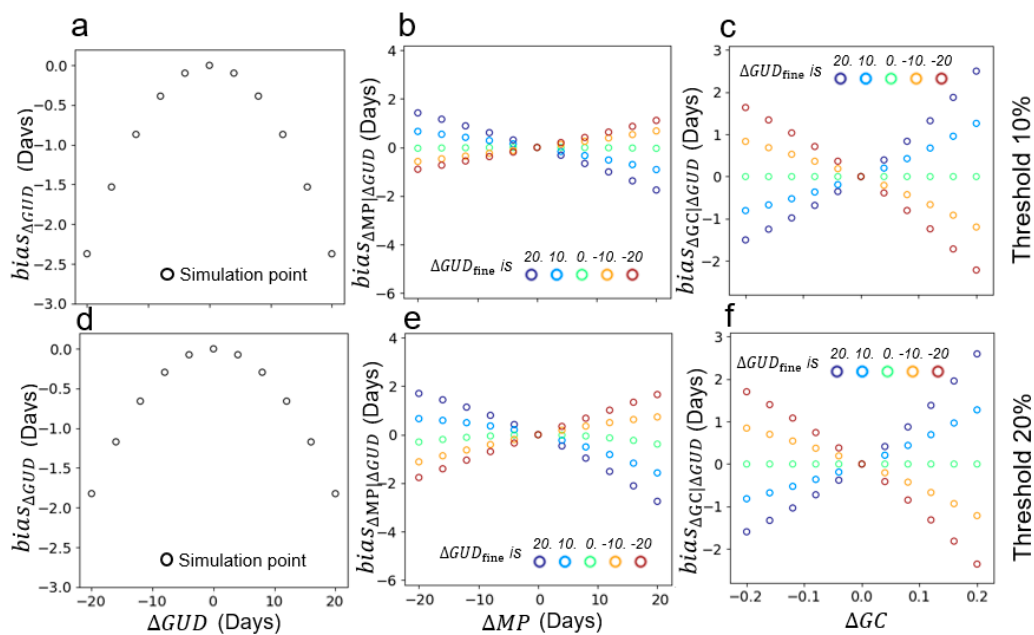 a
b
c
0.0
−0.5
−1.0
−1.5
−2.0
−2.5
−3.0
bias_ΔGUD (Days)
Simulation point
4
2
0
−2
−4
−6
bias_ΔMP|ΔGUD (Days)
ΔGUD_fine is 20. 10. 0. -10. -20
3
2
1
0
−1
−2
bias_ΔGC|ΔGUD (Days)
ΔGUD_fine is 20. 10. 0. -10. -20
Threshold 10%
d
e
f
0.0
−0.5
−1.0
−1.5
−2.0
−2.5
−3.0
bias_ΔGUD (Days)
Simulation point
−20 −10 0 10 20
ΔGUD (Days)
4
2
0
−2
−4
−6
bias_ΔMP|ΔGUD (Days)
ΔGUD_fine is 20. 10. 0. -10. -20
−20 −10 0 10 20
ΔMP (Days)
3
2
1
0
−1
−2
bias_ΔGC|ΔGUD (Days)
ΔGUD_fine is 20. 10. 0. -10. -20
−0.2 −0.1 0.0 0.1 0.2
ΔGC
Threshold 20%